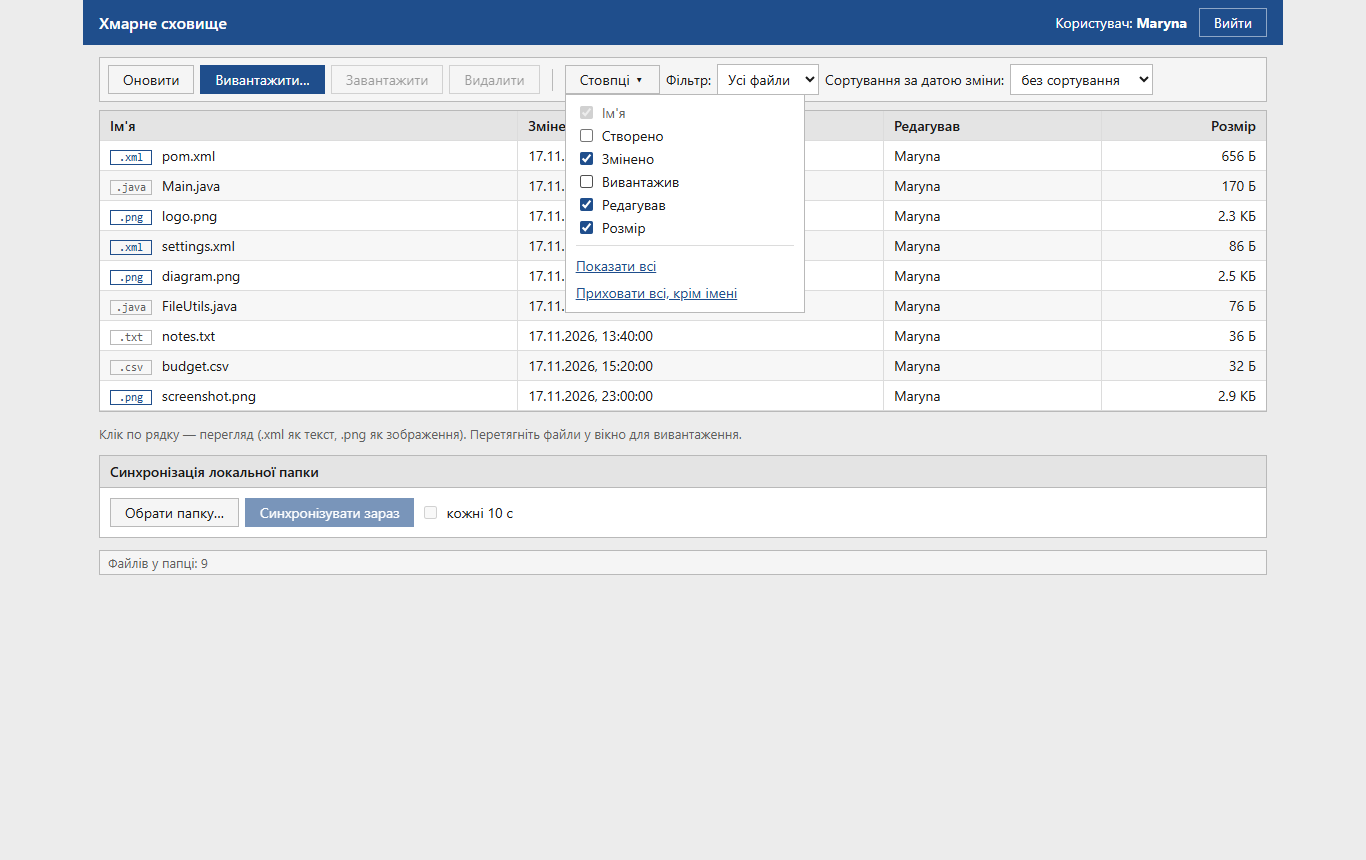 Хмарне сховище
Користувач: Maryna Вийти
Оновити Вивантажити... Завантажити Видалити Стовпці ▾ Фільтр: Усі файли Сортування за датою зміни: без сортування
Ім'я
Створено
Змінено
Вивантажив
Редагував
Розмір
Показати всі
Приховати всі, крім імені
Ім'я Зміне Редагував Розмір
.xml pom.xml 17.11. Maryna 656 Б
.java Main.java 17.11. Maryna 170 Б
.png logo.png 17.11. Maryna 2.3 КБ
.xml settings.xml 17.11. Maryna 86 Б
.png diagram.png 17.11. Maryna 2.5 КБ
.java FileUtils.java 17.11. Maryna 76 Б
.txt notes.txt 17.11.2026, 13:40:00 Maryna 36 Б
.csv budget.csv 17.11.2026, 15:20:00 Maryna 32 Б
.png screenshot.png 17.11.2026, 23:00:00 Maryna 2.9 КБ
Клік по рядку — перегляд (.xml як текст, .png як зображення). Перетягніть файли у вікно для вивантаження.
Синхронізація локальної папки
Обрати папку... Синхронізувати зараз кожні 10 с
Файлів у папці: 9